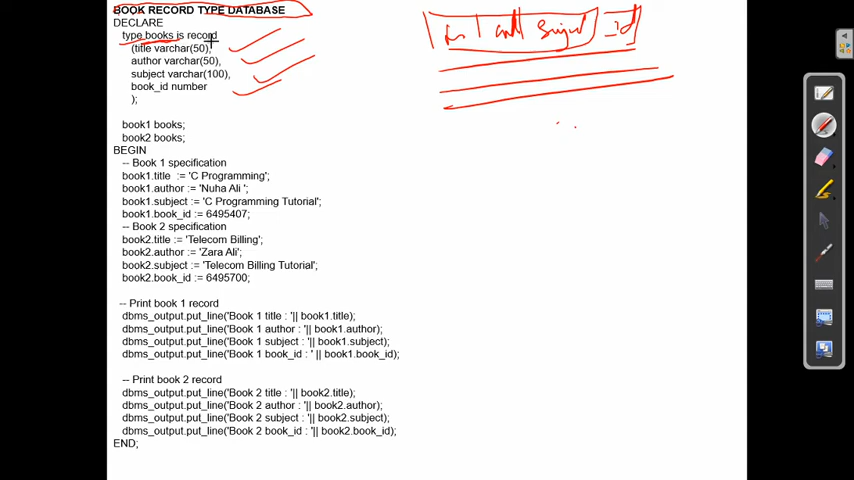 BOOK RECORD TYPE DATABASE
DECLARE
type books is record
(title varchar(50),
author varchar(50),
subject varchar(100),
book_id number
);
book1 books;
book2 books;
BEGIN
-- Book 1 specification
book1.title := 'C Programming';
book1.author := 'Nuha Ali ';
book1.subject := 'C Programming Tutorial';
book1.book_id := 6495407;
-- Book 2 specification
book2.title := 'Telecom Billing';
book2.author := 'Zara Ali';
book2.subject := 'Telecom Billing Tutorial';
book2.book_id := 6495700;
-- Print book 1 record
dbms_output.put_line('Book 1 title : '|| book1.title);
dbms_output.put_line('Book 1 author : '|| book1.author);
dbms_output.put_line('Book 1 subject : '|| book1.subject);
dbms_output.put_line('Book 1 book_id : ' || book1.book_id);
-- Print book 2 record
dbms_output.put_line('Book 2 title : '|| book2.title);
dbms_output.put_line('Book 2 author : '|| book2.author);
dbms_output.put_line('Book 2 subject : '|| book2.subject);
dbms_output.put_line('Book 2 book_id : '|| book2.book_id);
END;